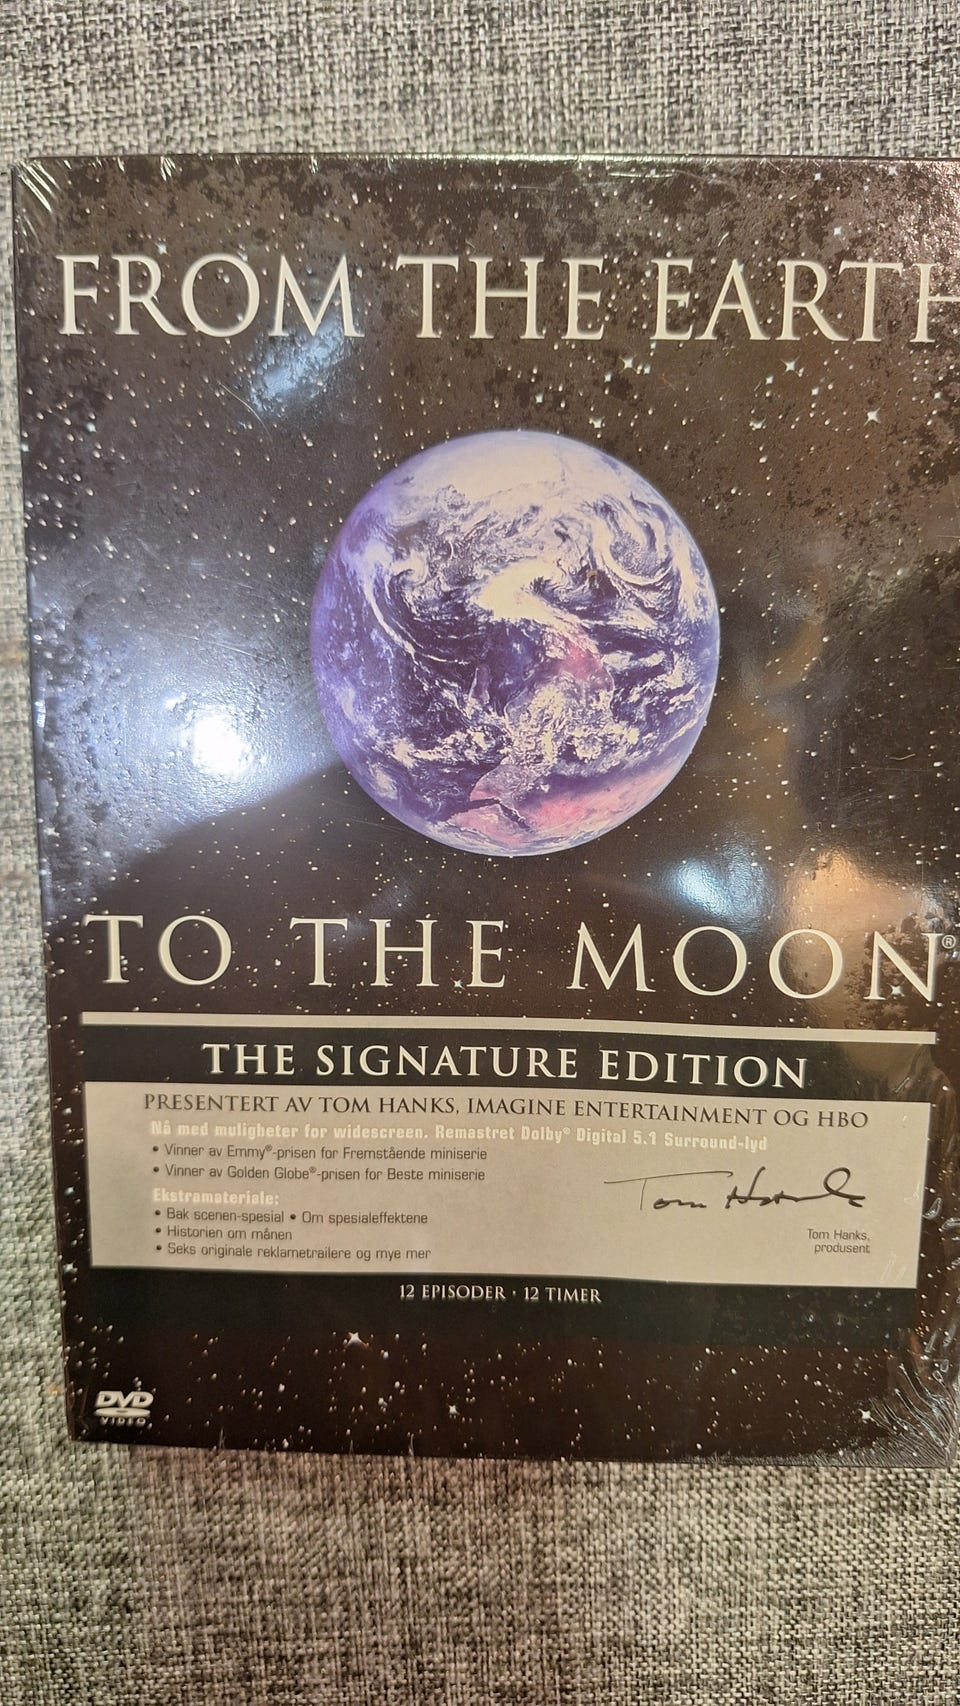 FROM THE EARTH
TO THE MOON®
THE SIGNATURE EDITION
PRESENTERT AV TOM HANKS, IMAGINE ENTERTAINMENT OG HBO
Nå med muligheter for widescreen. Remastret Dolby® Digital 5.1 Surround-lyd
• Vinner av Emmy®-prisen for Fremstående miniserie
• Vinner av Golden Globe®-prisen for Beste miniserie
Ekstramateriale:
• Bak scenen-spesial • Om spesialeffektene
• Historien om månen
• Seks originale reklametrailere og mye mer
Tom Hanks
Tom Hanks,
produsent
12 EPISODER · 12 TIMER
DVD
VIDEO